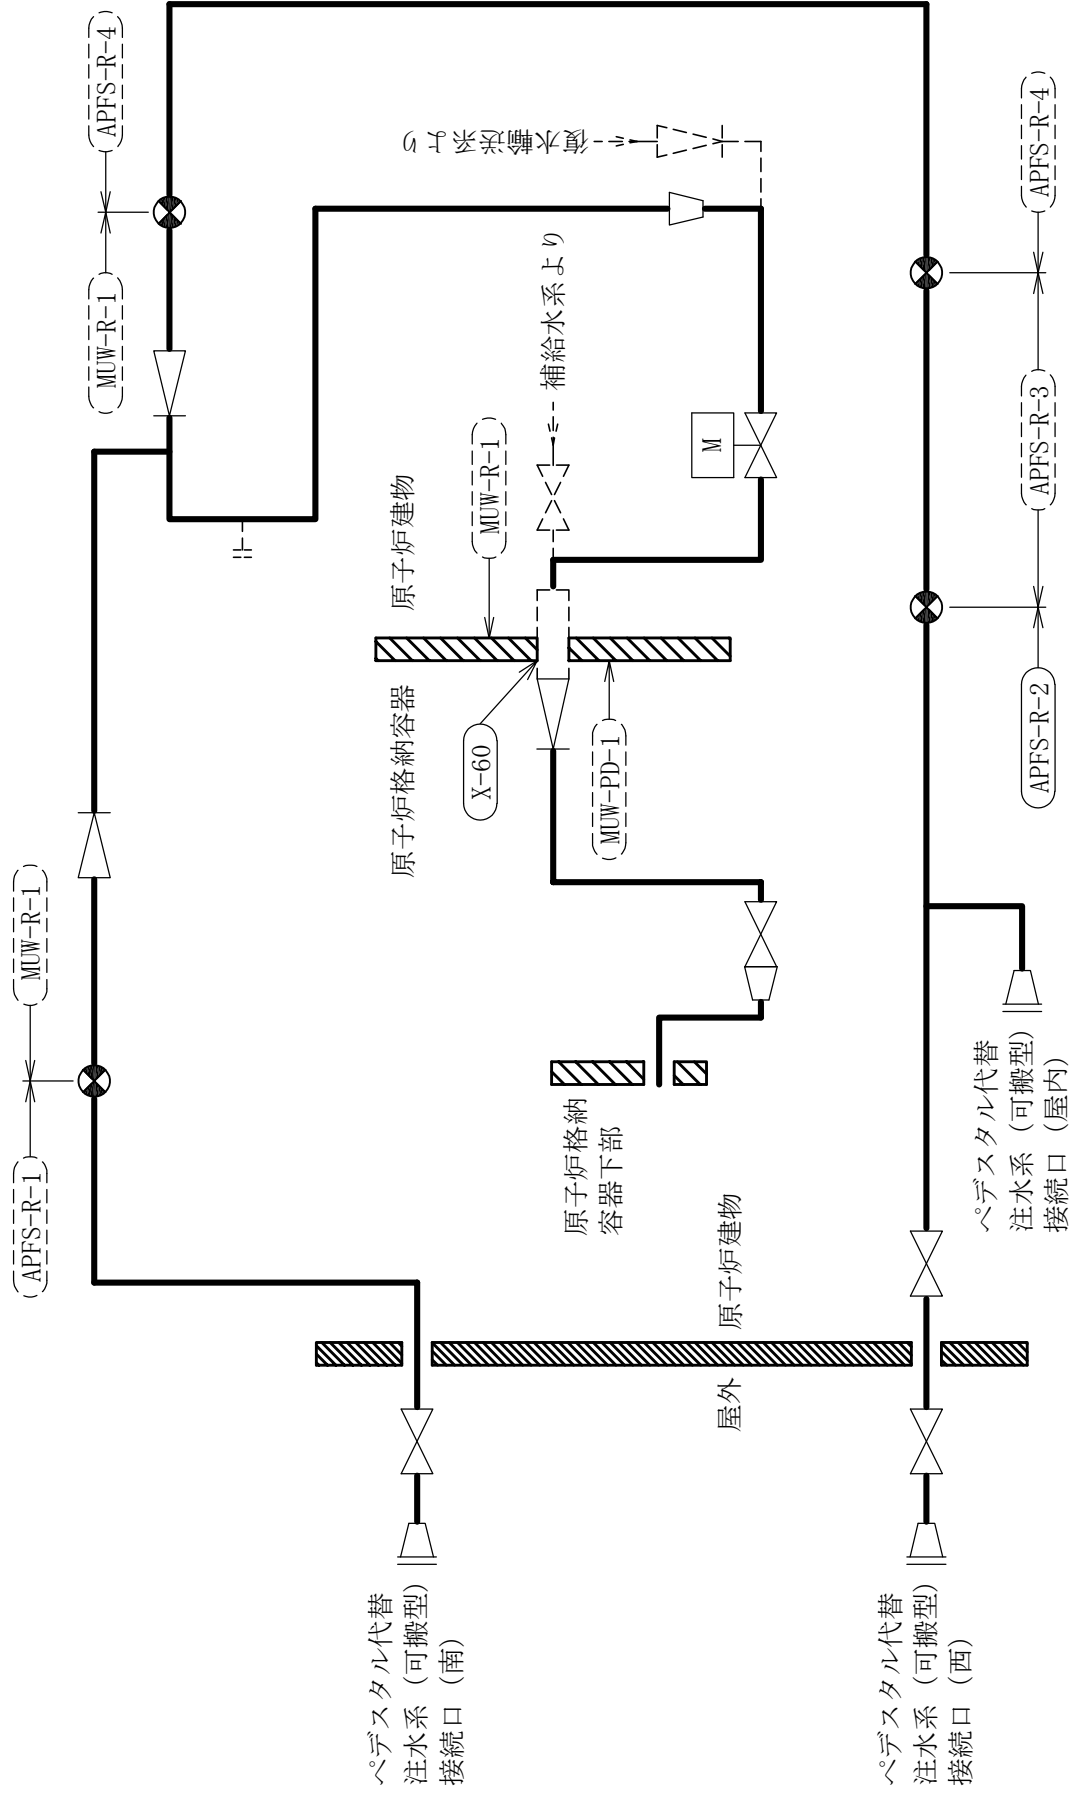 ペデスタル代替
注水系（可搬型）
接続口（南）
APFS-R-1
MUW-R-1
MUW-R-1
APFS-R-4
原子炉格納容器
原子炉建物
X-60
MUW-R-1
MUW-PD-1
補給水系より
復水輸送系より
M
原子炉格納
容器下部
屋外
原子炉建物
ペデスタル代替
注水系（可搬型）
接続口（西）
ペデスタル代替
注水系（可搬型）
接続口（屋内）
APFS-R-2
APFS-R-3
APFS-R-4